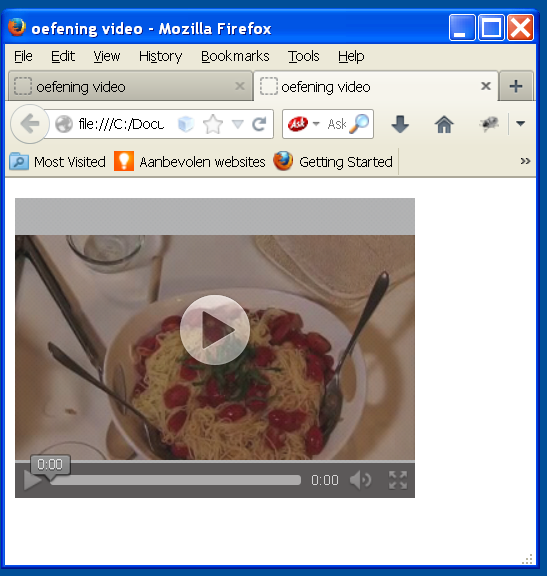 oefening video - Mozilla Firefox
File Edit View History Bookmarks Tools Help
oefening video oefening video
file:///C:/Docu Ask Ask
Most Visited Aanbevolen websites Getting Started »
0:00
0:00